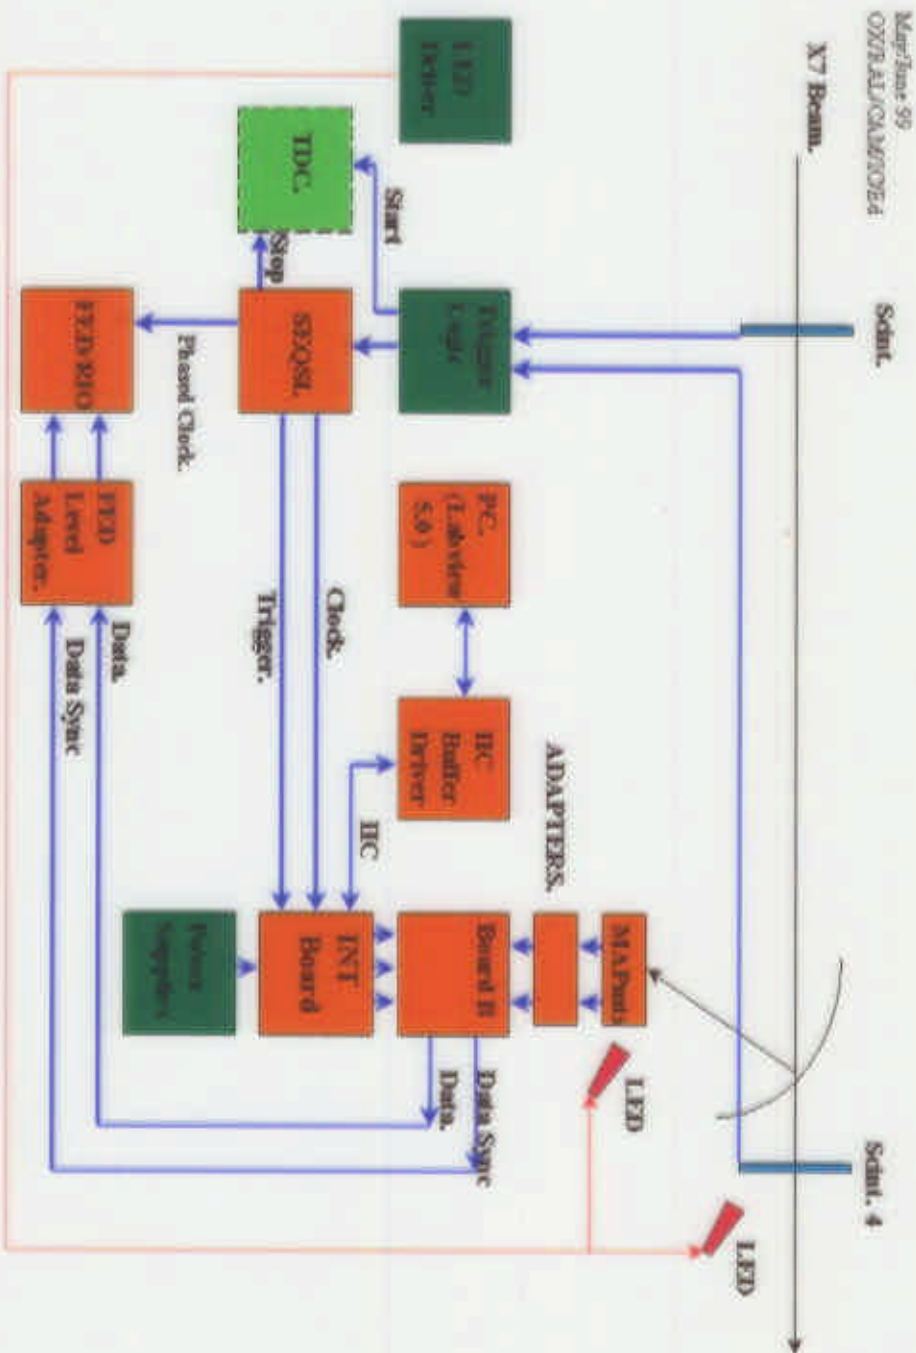 May/June 99
X7 Beam.
Scint.
Scint. 4
LED
LED
LED
Driver
TDC.
Start
Stop
Trigger
Logic
SEQSI.
FED/RIO
Phased Clock.
FED
Level
Adapter.
PC.
(Labview
5.0 )
IIC
Buffer
Driver
IIC
ADAPTERS.
MAPmts
Board B
INT
Board
Power
Supplies
Clock.
Trigger.
Data.
Data Sync
Data.
Data Sync